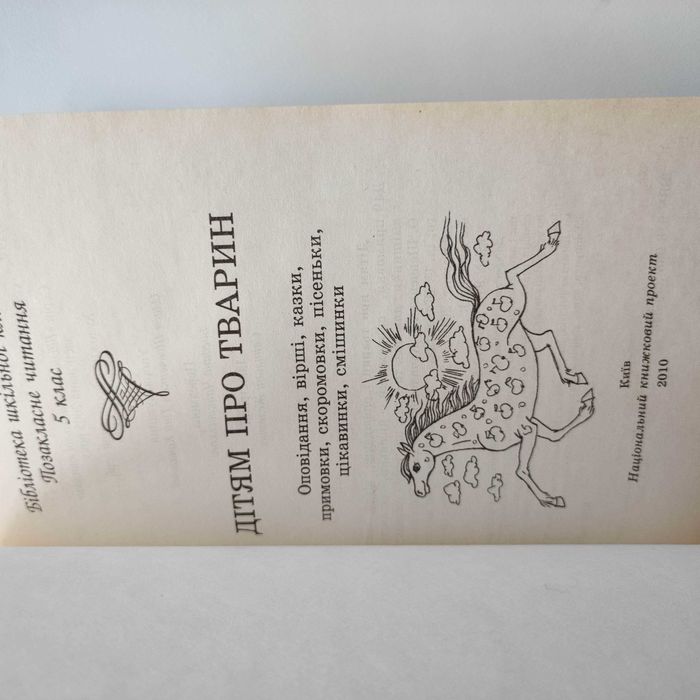 Бібліотека шкільної
Позакласне читання
5 клас
ДІТЯМ ПРО ТВАРИН
Оповідання, вірші, казки,
примовки, скоромовки, пісеньки,
цікавинки, смішинки
Київ
Національний книжковий проект
2010